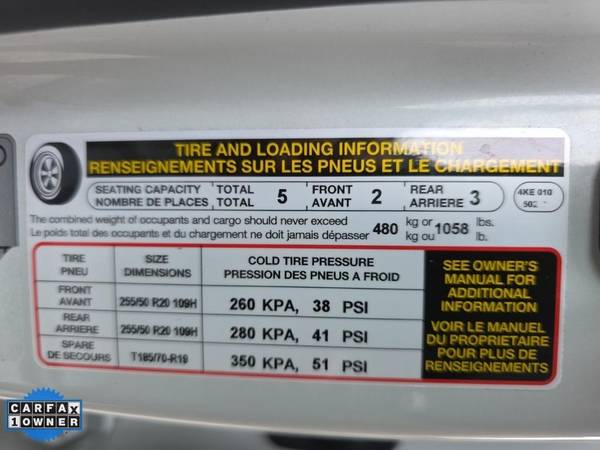 TIRE AND LOADING INFORMATION
RENSEIGNEMENTS SUR LES PNEUS ET LE CHARGEMENT
SEATING CAPACITY TOTAL 5 FRONT 2 REAR 3
NOMBRE DE PLACES TOTAL AVANT ARRIERE
4KE 010
502
The combined weight of occupants and cargo should never exceed 480 kg or 1058 lbs.
Le poids total des occupants et du chargement ne doit jamais dépasser kg ou lb.
TIRE SIZE COLD TIRE PRESSURE
PNEU DIMENSIONS PRESSION DES PNEUS A FROID
FRONT
AVANT 255/50 R20 109H 260 KPA, 38 PSI
REAR
ARRIERE 255/50 R20 109H 280 KPA, 41 PSI
SPARE
DE SECOURS T185/70-R19 350 KPA, 51 PSI
SEE OWNER'S
MANUAL FOR
ADDITIONAL
INFORMATION
VOIR LE MANUEL
DU PROPRIETAIRE
POUR PLUS DE
RENSEIGNEMENTS
CARFAX
1 OWNER